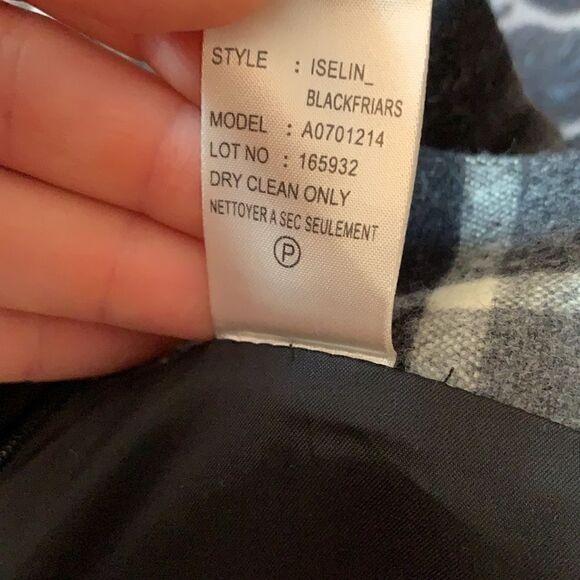 STYLE : ISELIN_
BLACKFRIARS
MODEL : A0701214
LOT NO : 165932
DRY CLEAN ONLY
NETTOYER A SEC SEULEMENT
P